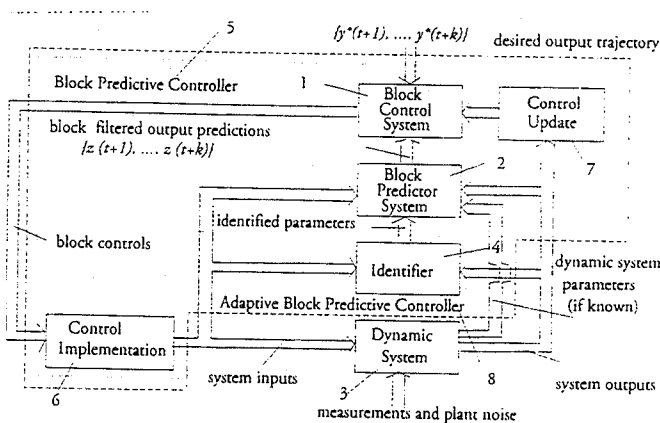 5
{y*(t+1). .... y*(t+k)}
desired output trajectory
Block Predictive Controller
1
Block
Control
System
Control
Update
block filtered output predictions
{z (t+1). .... z (t+k)}
2
7
Block
Predictor
System
identified parameters
block controls
4
Identifier
dynamic system
parameters
(if known)
Adaptive Block Predictive Controller
Control
Implementation
Dynamic
System
system inputs
3
8
system outputs
6
measurements and plant noise